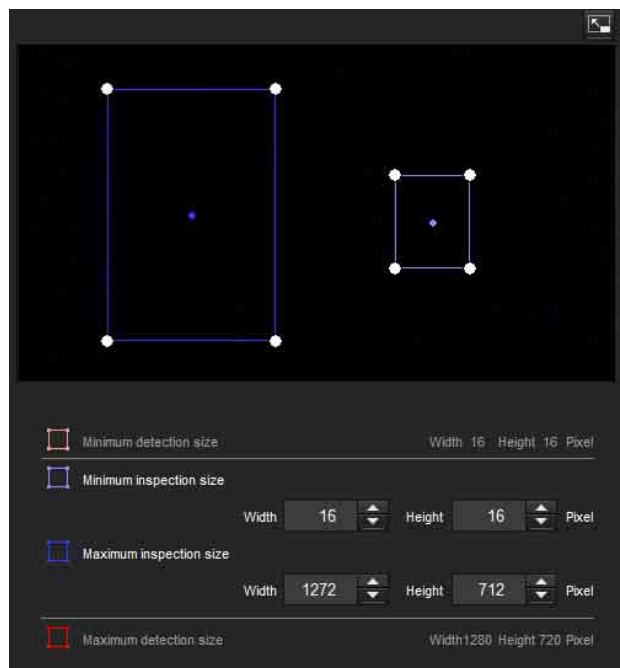 Minimum detection size Width 16 Height 16 Pixel
Minimum inspection size
Width 16 Height 16 Pixel
Maximum inspection size
Width 1272 Height 712 Pixel
Maximum detection size Width1280 Height 720 Pixel